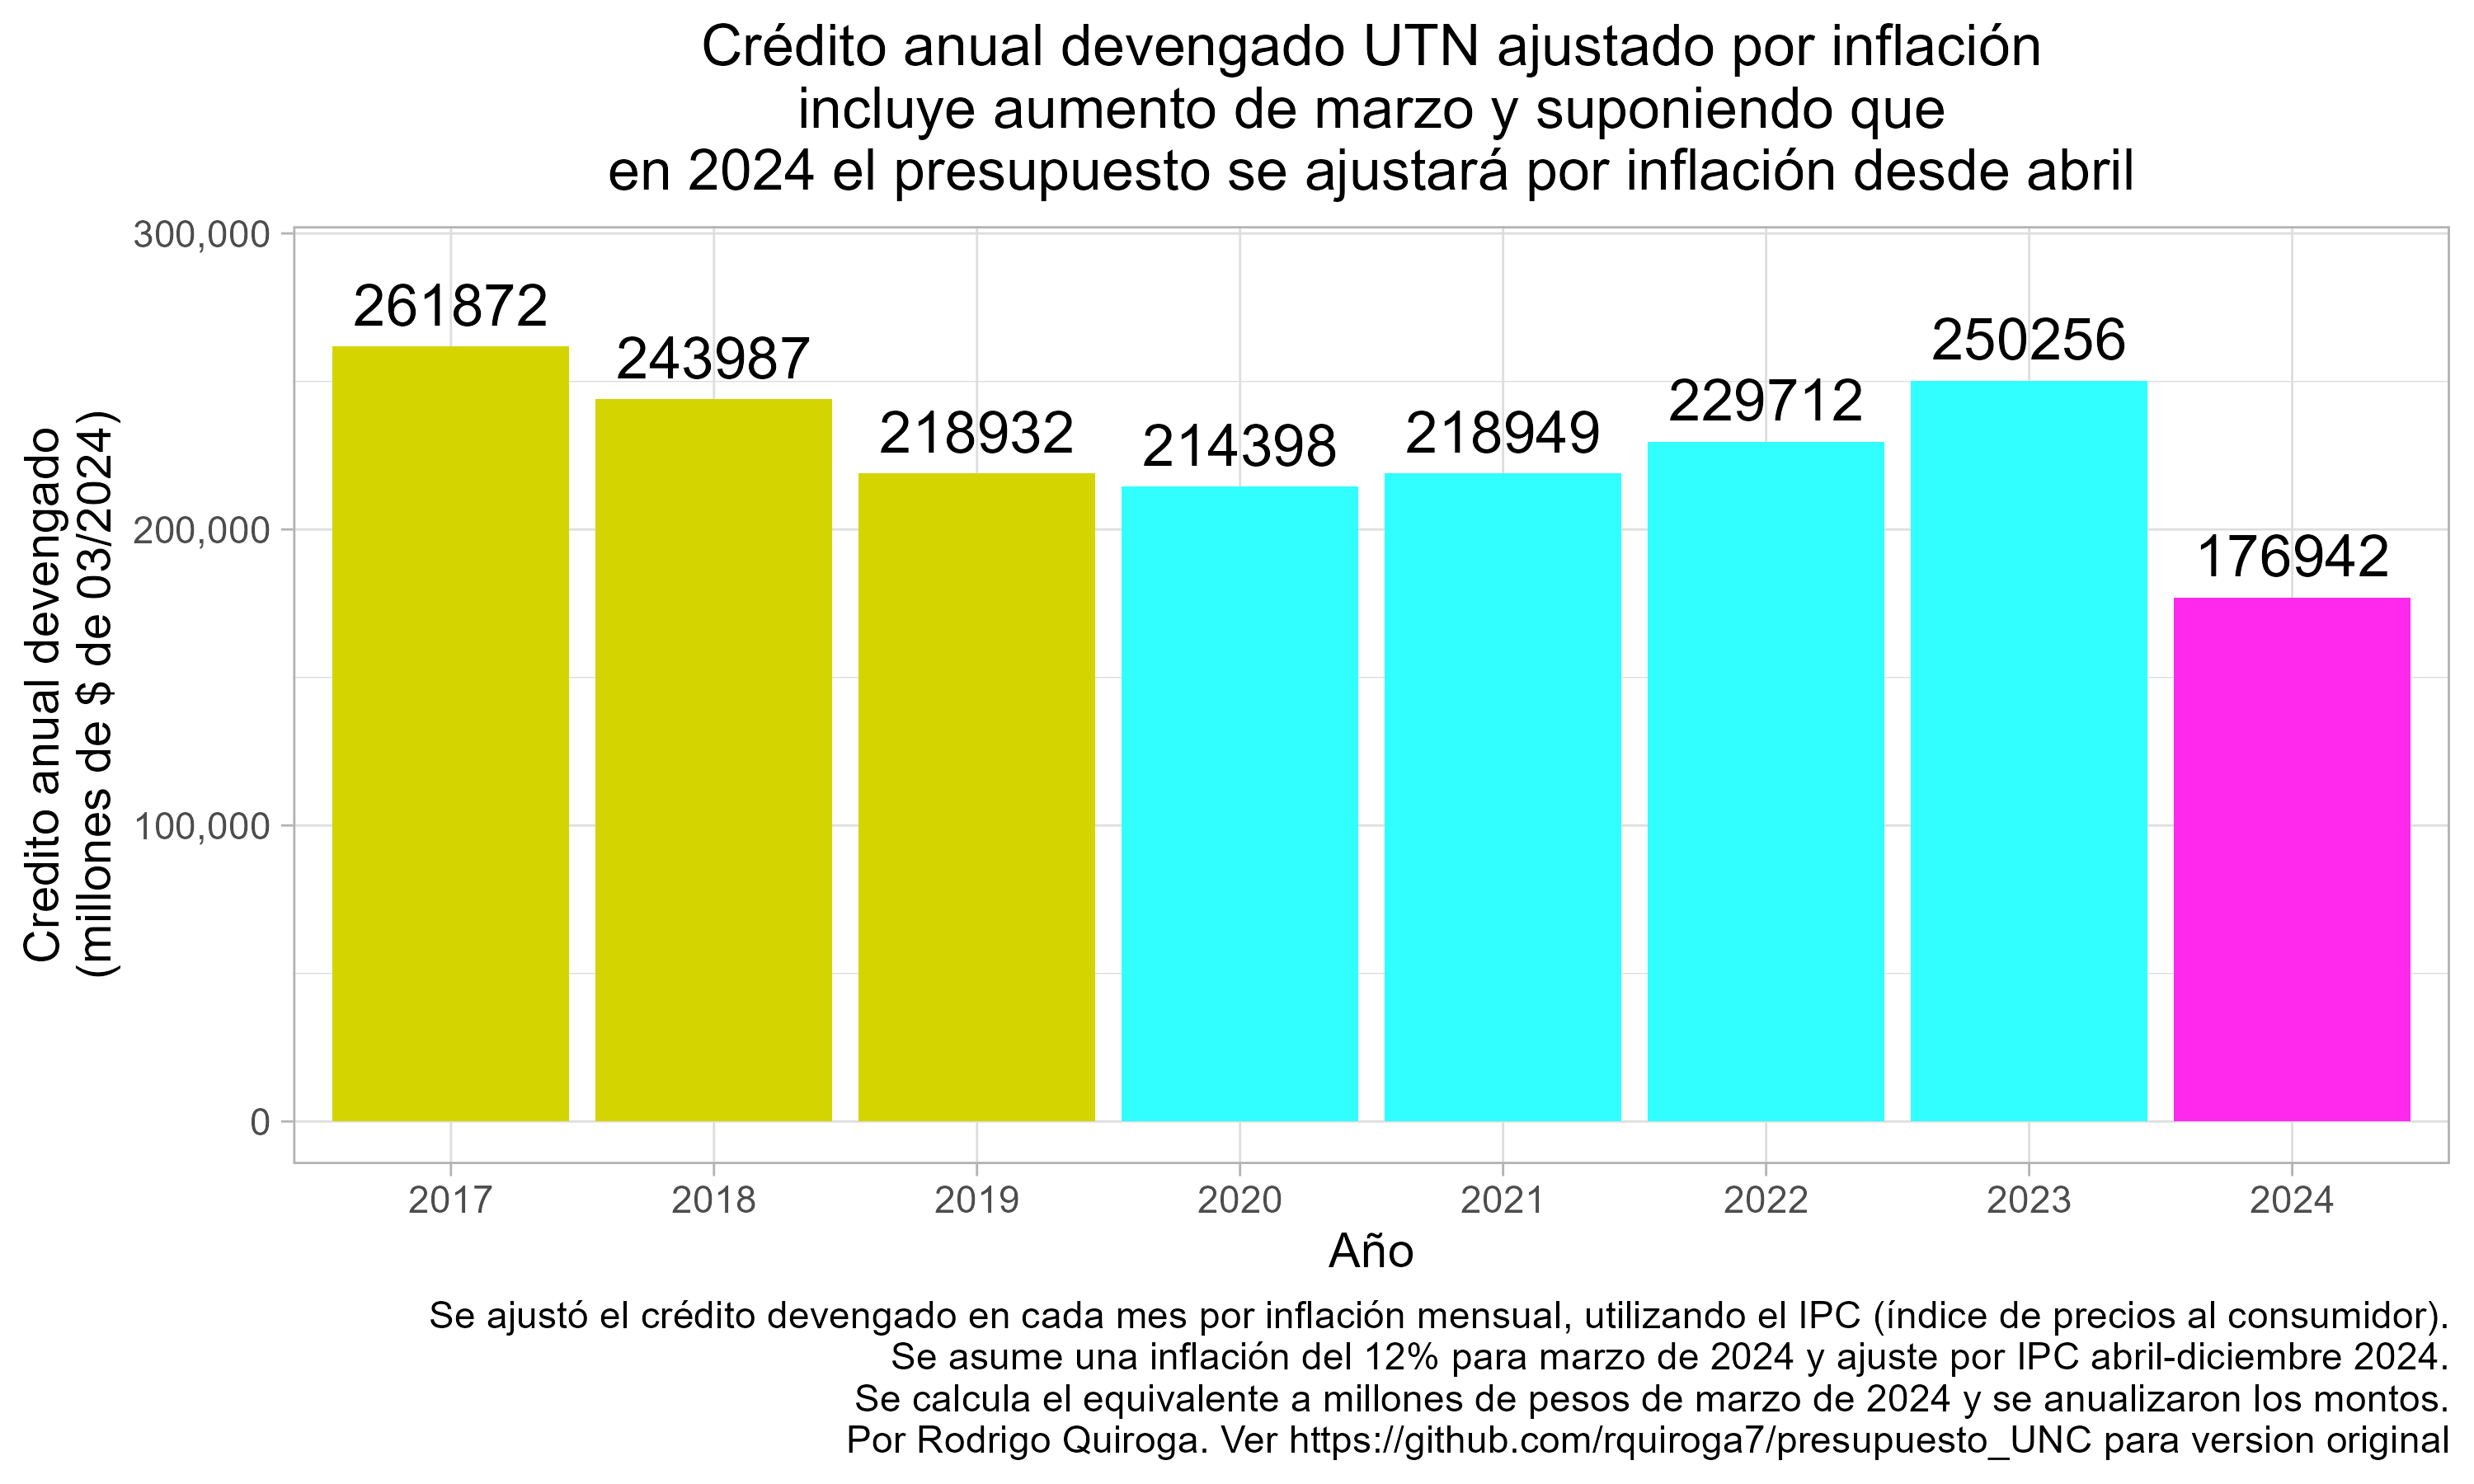 Crédito anual devengado UTN ajustado por inflación
incluye aumento de marzo y suponiendo que
en 2024 el presupuesto se ajustará por inflación desde abril
Credito anual devengado
(millones de $ de 03/2024)
300,000
200,000
100,000
0
261872
243987
218932
214398
218949
229712
250256
176942
2017
2018
2019
2020
2021
2022
2023
2024
Año
Se ajustó el crédito devengado en cada mes por inflación mensual, utilizando el IPC (índice de precios al consumidor).
Se asume una inflación del 12% para marzo de 2024 y ajuste por IPC abril-diciembre 2024.
Se calcula el equivalente a millones de pesos de marzo de 2024 y se anualizaron los montos.
Por Rodrigo Quiroga. Ver https://github.com/rquiroga7/presupuesto_UNC para version original